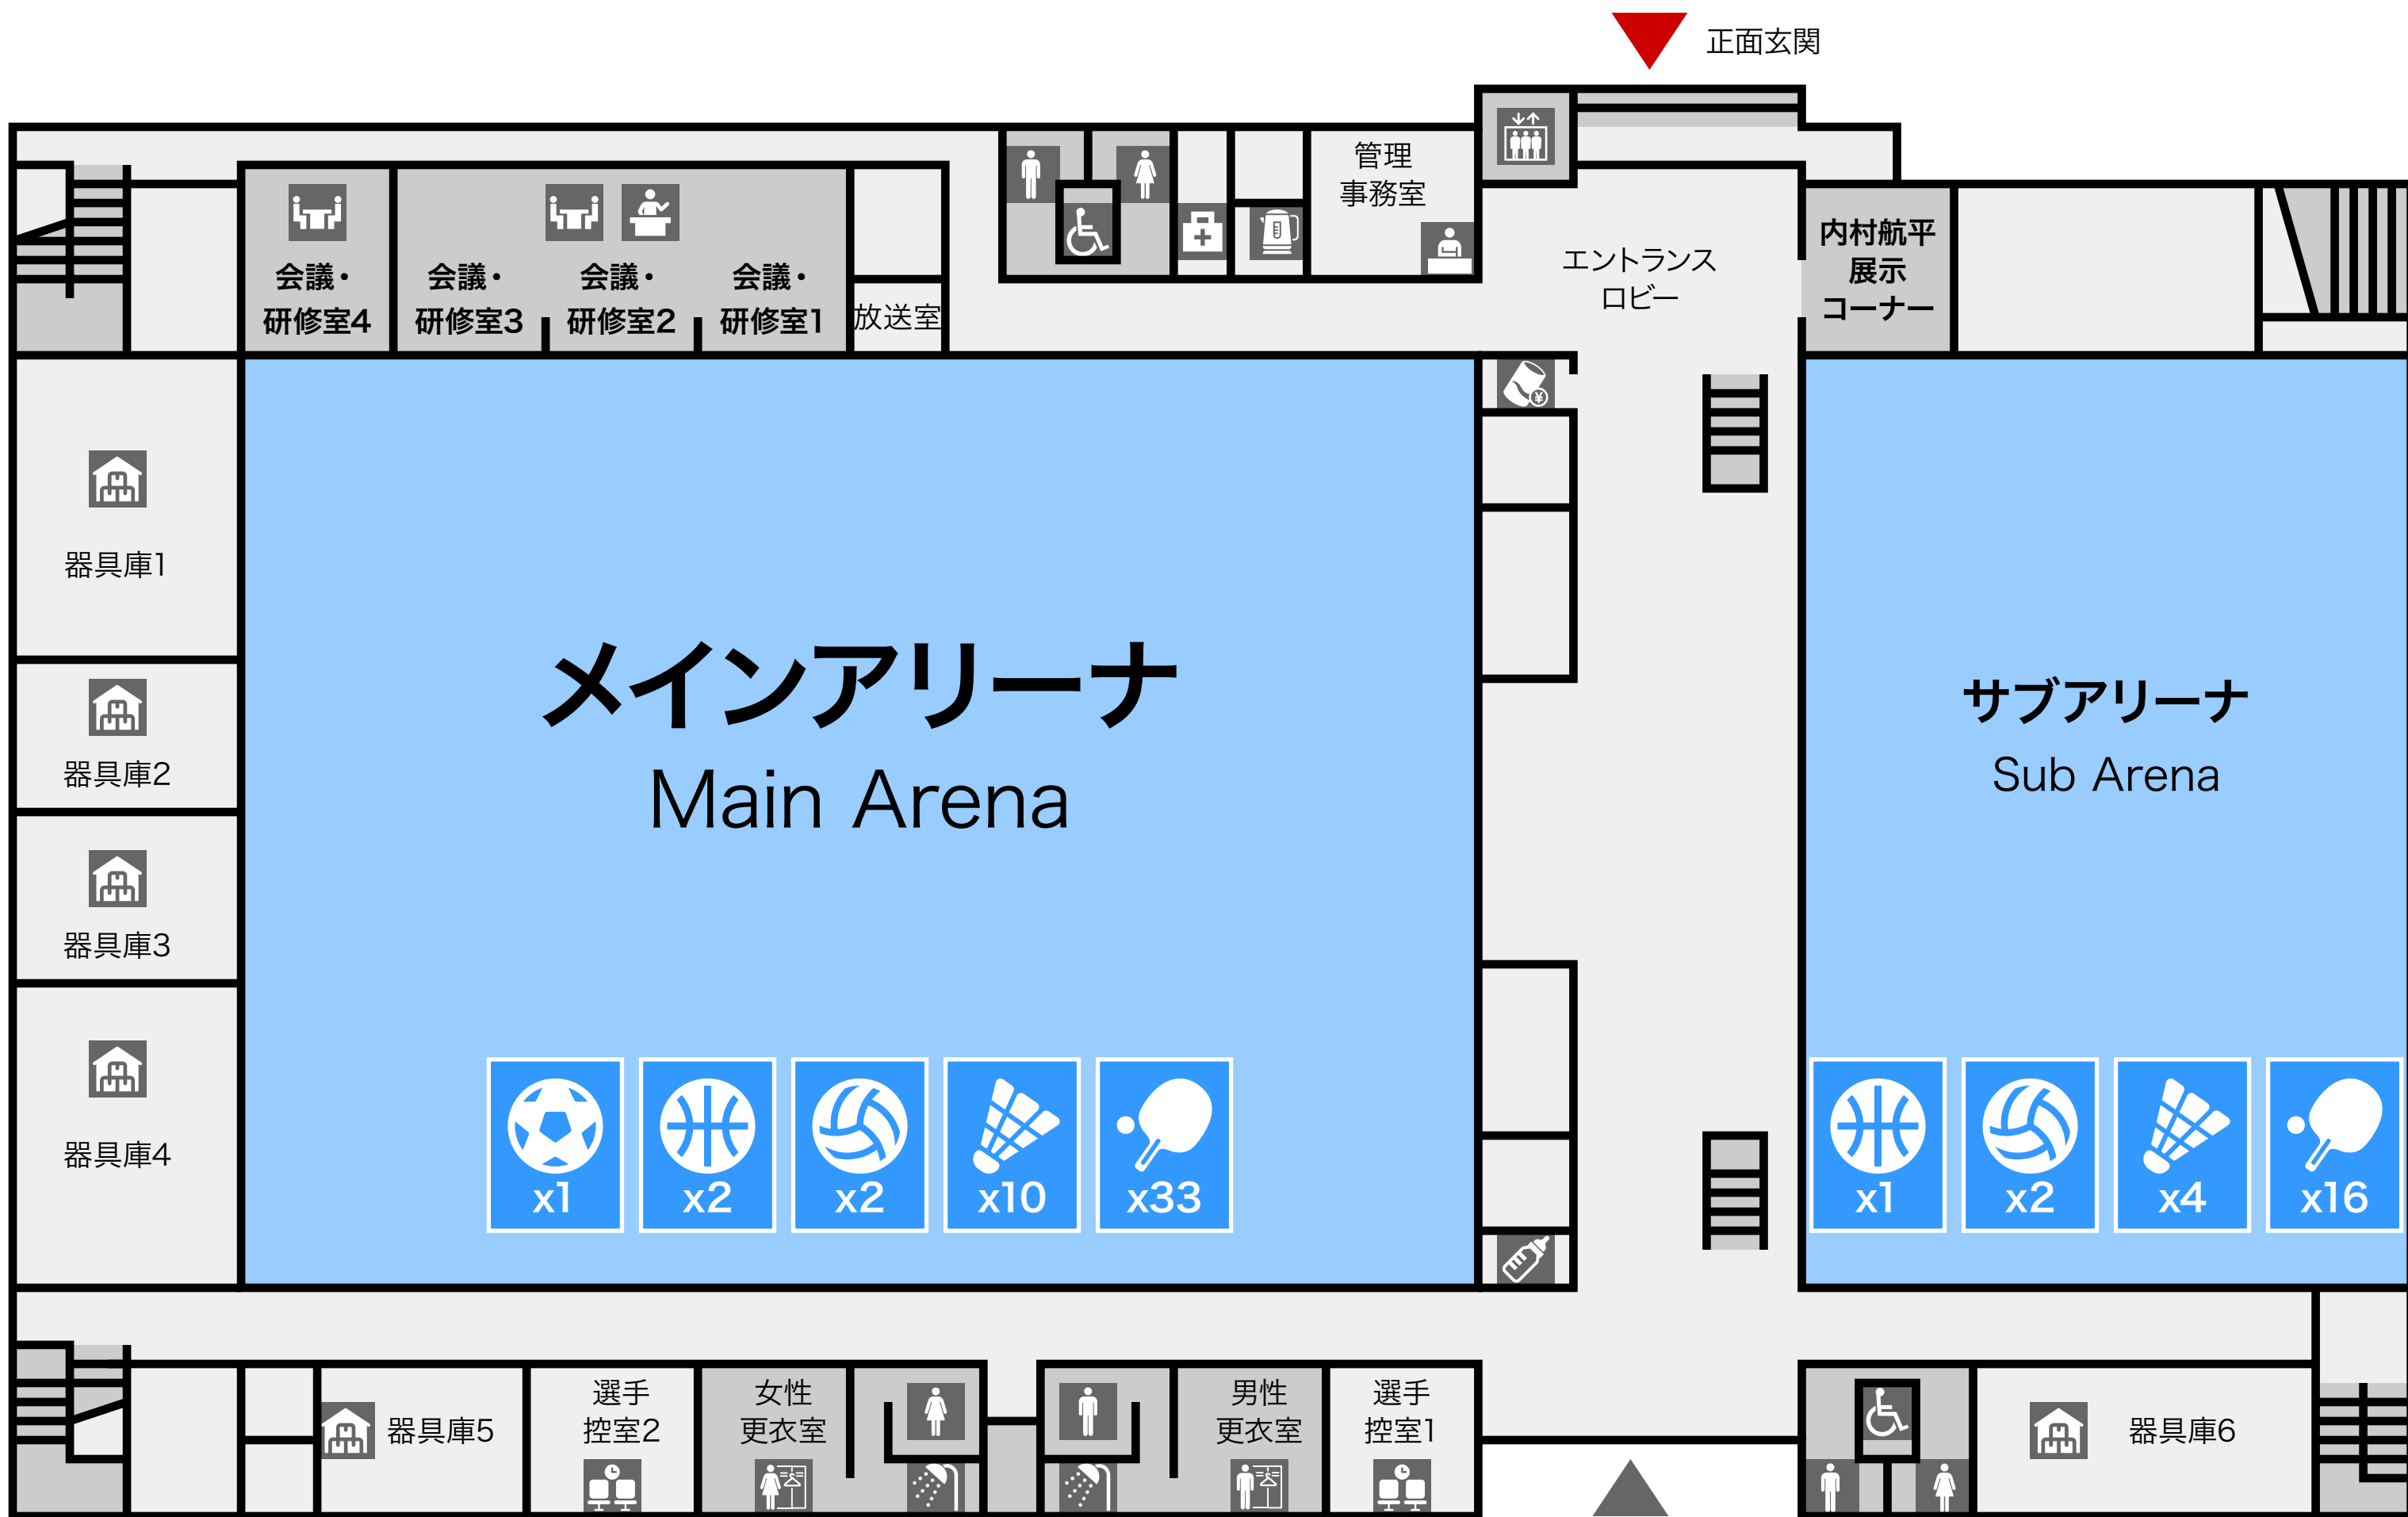 正面玄関
管理
事務室
エントランス
ロビー
内村航平
展示
コーナー
会議・
研修室4
会議・
研修室3
会議・
研修室2
会議・
研修室1
放送室
¥
器具庫1
器具庫2
器具庫3
器具庫4
メインアリーナ
Main Arena
サブアリーナ
Sub Arena
x1
x2
x2
x10
x33
x1
x2
x4
x16
器具庫5
選手
控室2
女性
更衣室
男性
更衣室
選手
控室1
器具庫6